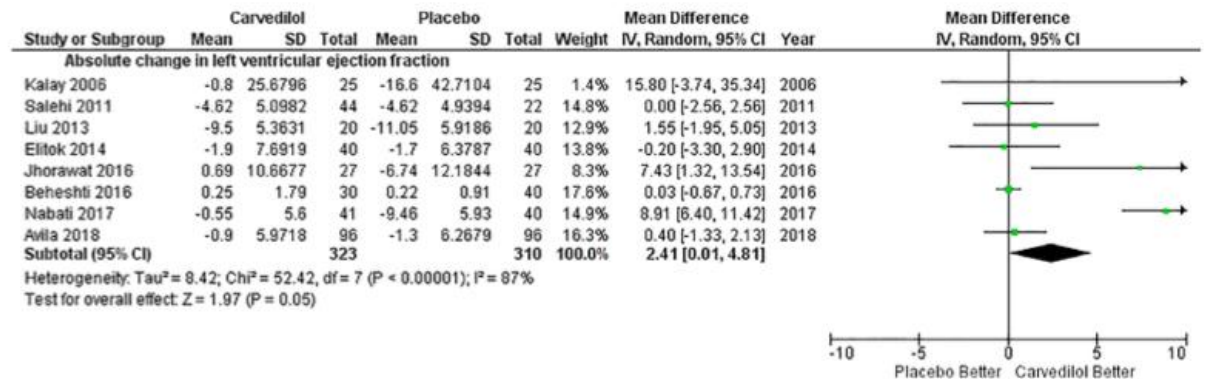 Carvedilol Placebo Mean Difference Mean Difference
Study or Subgroup Mean SD Total Mean SD Total Weight IV, Random, 95% CI Year IV, Random, 95% CI
Absolute change in left ventricular ejection fraction
Kalay 2006 -0.8 25.6796 25 -16.6 42.7104 25 1.4% 15.80 [-3.74, 35.34] 2006
Salehi 2011 -4.62 5.0982 44 -4.62 4.9394 22 14.8% 0.00 [-2.56, 2.56] 2011
Liu 2013 -9.5 5.3631 20 -11.05 5.9186 20 12.9% 1.55 [-1.95, 5.05] 2013
Elitok 2014 -1.9 7.6919 40 -1.7 6.3787 40 13.8% -0.20 [-3.30, 2.90] 2014
Jhorawat 2016 0.69 10.6677 27 -6.74 12.1844 27 8.3% 7.43 [1.32, 13.54] 2016
Beheshti 2016 0.25 1.79 30 0.22 0.91 40 17.6% 0.03 [-0.67, 0.73] 2016
Nabati 2017 -0.55 5.6 41 -9.46 5.93 40 14.9% 8.91 [6.40, 11.42] 2017
Avila 2018 -0.9 5.9718 96 -1.3 6.2679 96 16.3% 0.40 [-1.33, 2.13] 2018
Subtotal (95% CI) 323 310 100.0% 2.41 [0.01, 4.81]
Heterogeneity: Tau² = 8.42; Chi² = 52.42, df = 7 (P < 0.00001); I² = 87%
Test for overall effect: Z = 1.97 (P = 0.05)
-10 -5 0 5 10
Placebo Better Carvedilol Better